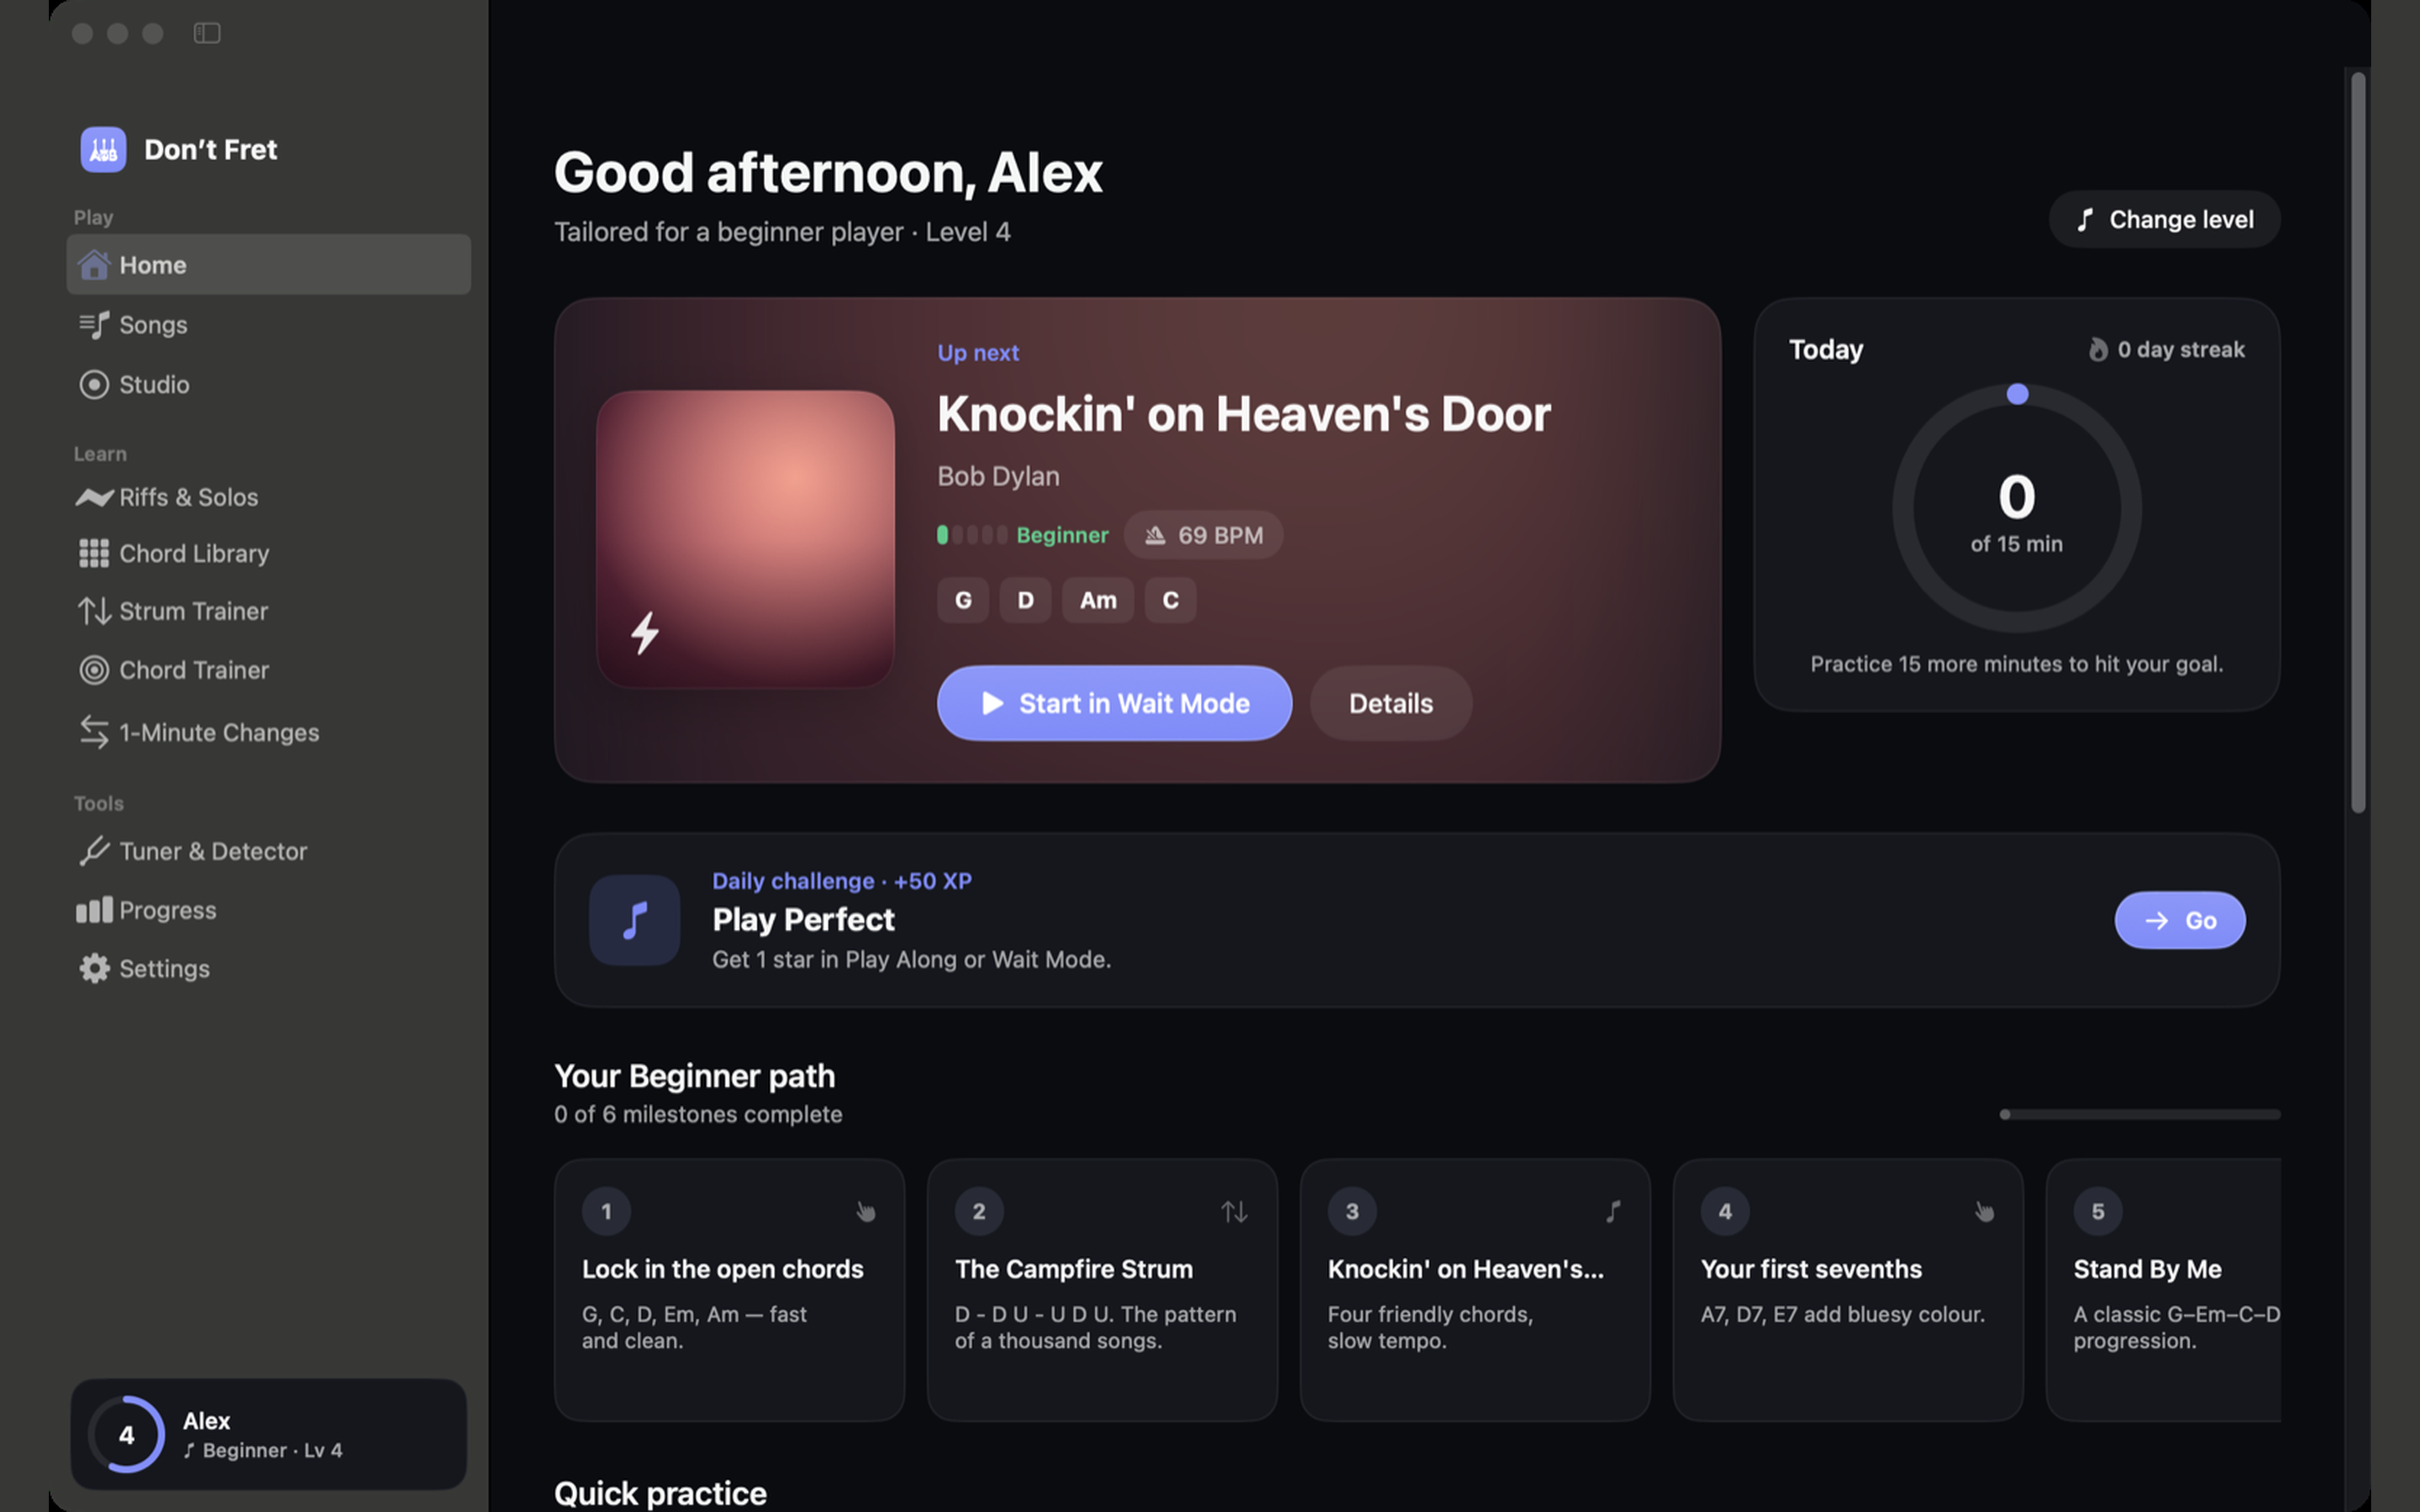 Don’t Fret
Play
Home
Songs
Studio
Learn
Riffs & Solos
Chord Library
Strum Trainer
Chord Trainer
1-Minute Changes
Tools
Tuner & Detector
Progress
Settings
4
Alex
Beginner · Lv 4
Good afternoon, Alex
Tailored for a beginner player · Level 4
Change level
Up next
Knockin' on Heaven's Door
Bob Dylan
Beginner
69 BPM
G D Am C
Start in Wait Mode
Details
Today
0 day streak
0
of 15 min
Practice 15 more minutes to hit your goal.
Daily challenge · +50 XP
Play Perfect
Get 1 star in Play Along or Wait Mode.
Go
Your Beginner path
0 of 6 milestones complete
1
Lock in the open chords
G, C, D, Em, Am — fast
and clean.
2
The Campfire Strum
D - D U - U D U. The pattern
of a thousand songs.
3
Knockin' on Heaven's...
Four friendly chords,
slow tempo.
4
Your first sevenths
A7, D7, E7 add bluesy colour.
5
Stand By Me
A classic G–Em–C–D
progression.
Quick practice